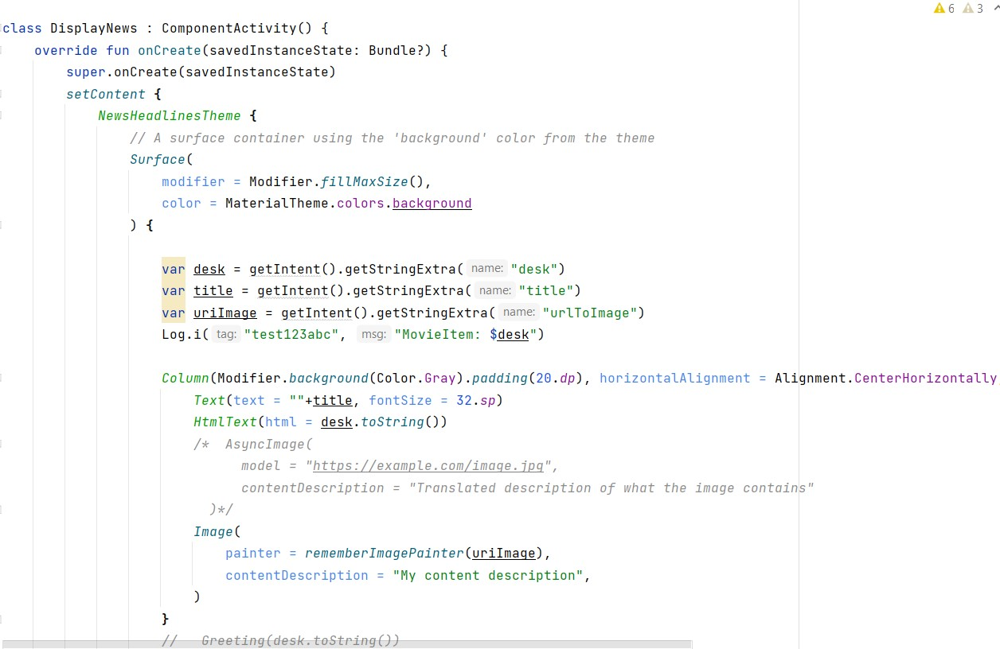 6 3
class DisplayNews : ComponentActivity() {
override fun onCreate(savedInstanceState: Bundle?) {
super.onCreate(savedInstanceState)
setContent {
NewsHeadlinesTheme {
// A surface container using the 'background' color from the theme
Surface(
modifier = Modifier.fillMaxSize(),
color = MaterialTheme.colors.background
) {
var desk = getIntent().getStringExtra( name: "desk")
var title = getIntent().getStringExtra( name: "title")
var uriImage = getIntent().getStringExtra( name: "urlToImage")
Log.i( tag: "test123abc", msg: "MovieItem: $desk")
Column(Modifier.background(Color.Gray).padding(20.dp), horizontalAlignment = Alignment.CenterHorizontally
Text(text = ""+title, fontSize = 32.sp)
HtmlText(html = desk.toString())
/* AsyncImage(
model = "https://example.com/image.jpg",
contentDescription = "Translated description of what the image contains"
)*/
Image(
painter = rememberImagePainter(uriImage),
contentDescription = "My content description",
)
}
// Greeting(desk.toString())